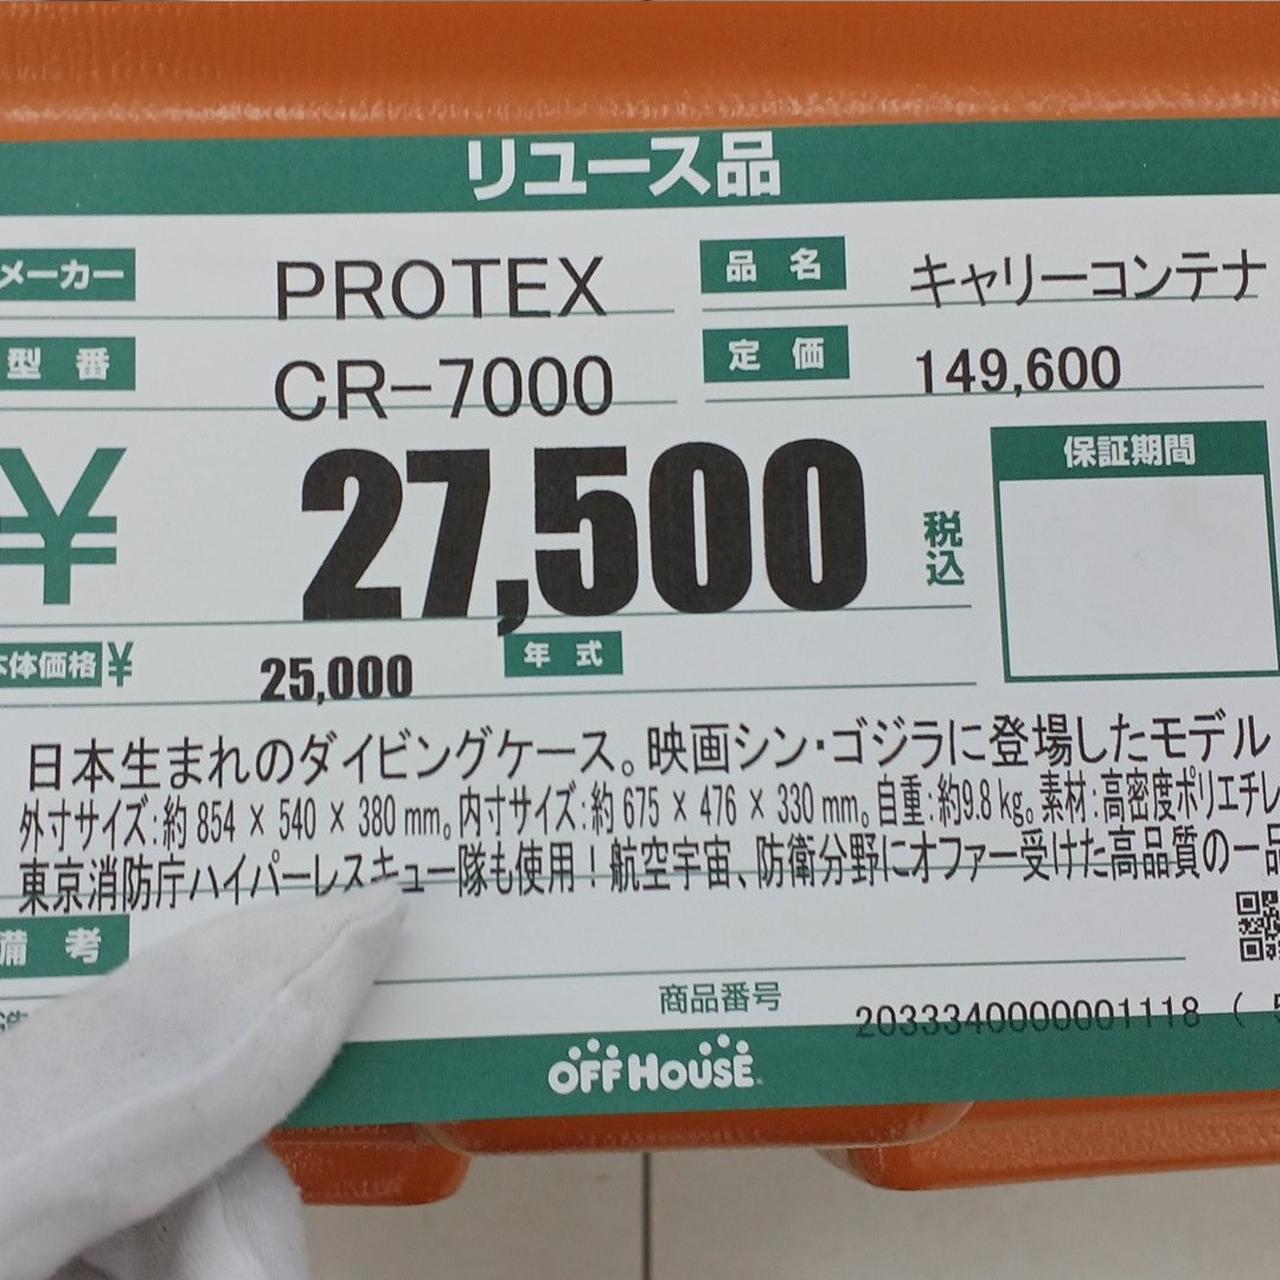 リユース品
メーカー PROTEX 品名 キャリーコンテナ
型番 CR-7000 定価 149,600
¥ 27,500 税込 保証期間
本体価格 ¥ 25,000 年式
日本生まれのダイビングケース。映画シン・ゴジラに登場したモデル
外寸サイズ:約 854 × 540 × 380 mm。内寸サイズ:約 675 × 476 × 330 mm。自重:約9.8 kg。素材:高密度ポリエチレ
東京消防庁ハイパーレスキュー隊も使用!航空宇宙、防衛分野にオファー受けた高品質の一品
備考
商品番号 2033340000001118 (
OFF HOUSE